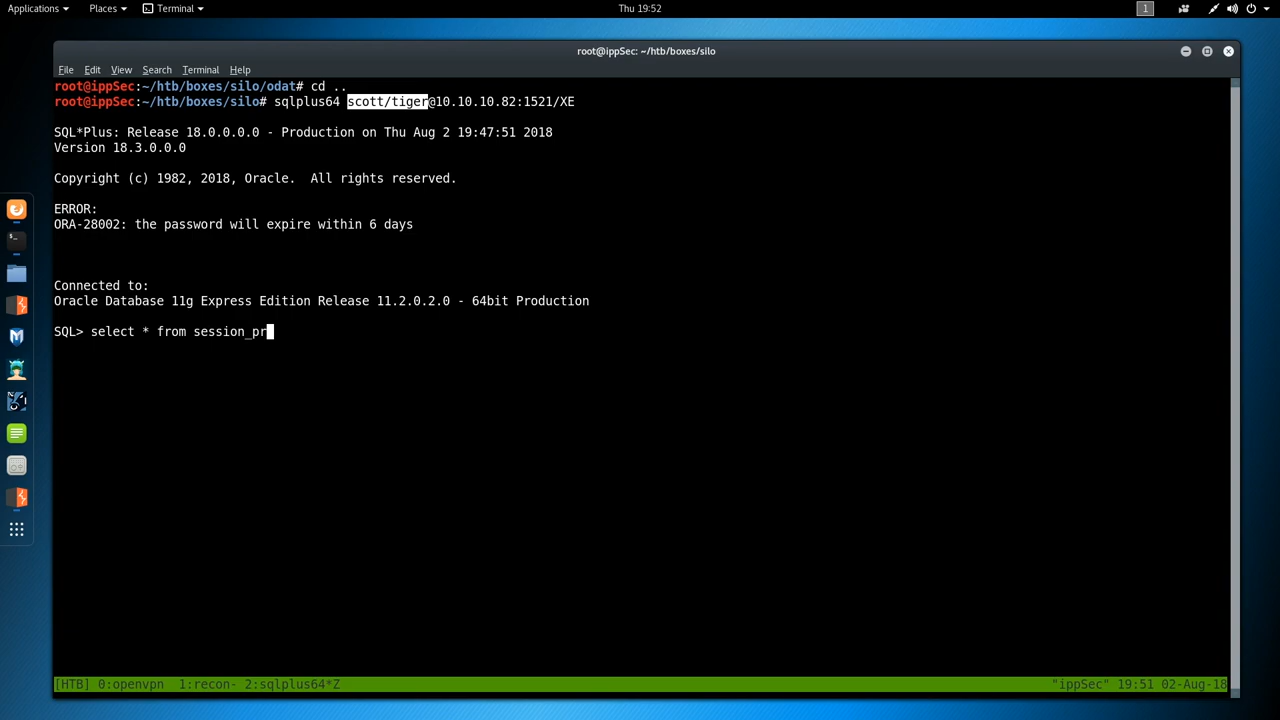 Applications Places Terminal Thu 19:52 1
root@ippSec: ~/htb/boxes/silo
File Edit View Search Terminal Help
root@ippSec:~/htb/boxes/silo/odat# cd ..
root@ippSec:~/htb/boxes/silo# sqlplus64 scott/tiger@10.10.10.82:1521/XE
SQL*Plus: Release 18.0.0.0.0 - Production on Thu Aug 2 19:47:51 2018
Version 18.3.0.0.0
Copyright (c) 1982, 2018, Oracle.  All rights reserved.
ERROR:
ORA-28002: the password will expire within 6 days
Connected to:
Oracle Database 11g Express Edition Release 11.2.0.2.0 - 64bit Production
SQL> select * from session_pr
[HTB] 0:openvpn  1:recon- 2:sqlplus64*Z "ippSec" 19:51 02-Aug-18